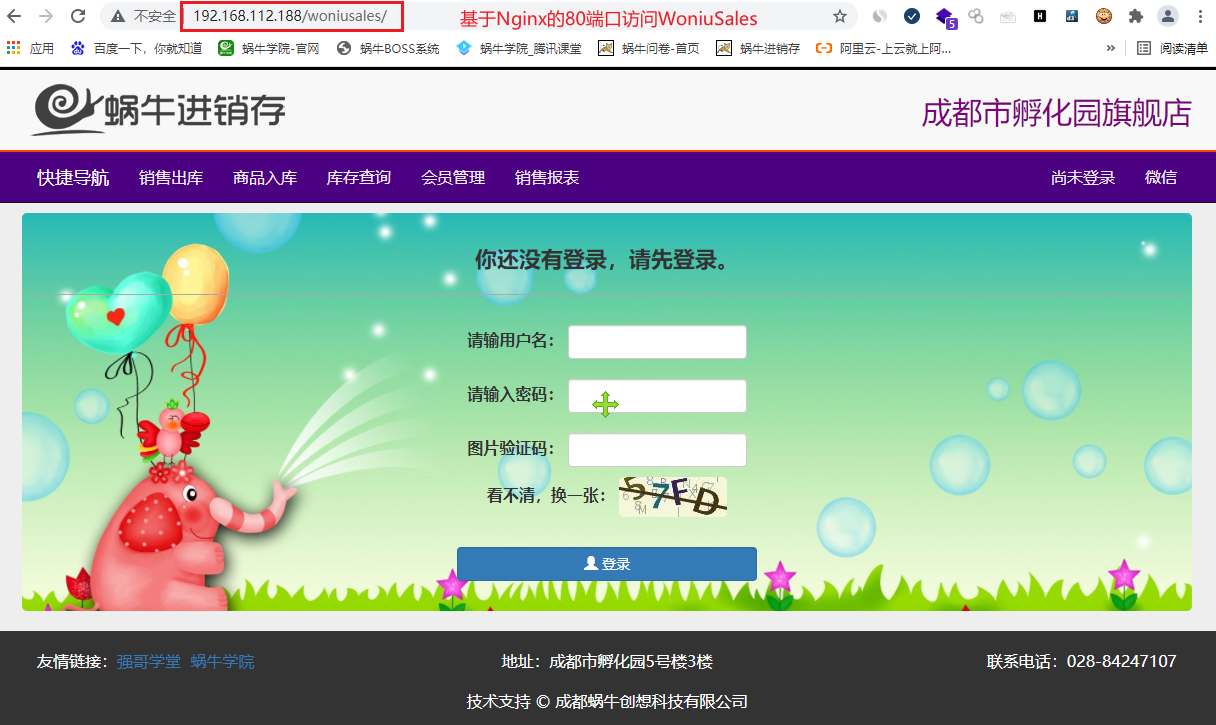 不安全 192.168.112.188/woniusales/ 基于Nginx的80端口访问WoniuSales 5
应用 百度一下，你就知道 蜗牛学院-官网 蜗牛BOSS系统 蜗牛学院_腾讯课堂 蜗牛问卷-首页 蜗牛进销存 阿里云-上云就上阿... » 阅读清单
蜗牛进销存 成都市孵化园旗舰店
快捷导航 销售出库 商品入库 库存查询 会员管理 销售报表 尚未登录 微信
你还没有登录，请先登录。
请输用户名：
请输入密码：
图片验证码：
看不清，换一张： 57FD
登录
友情链接：强哥学堂 蜗牛学院 地址：成都市孵化园5号楼3楼 联系电话：028-84247107
技术支持 © 成都蜗牛创想科技有限公司